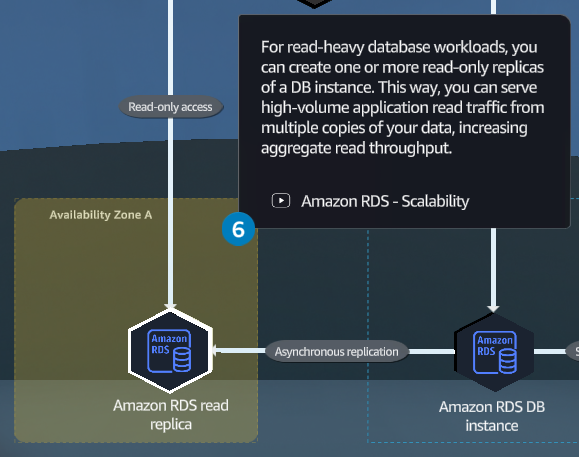 For read-heavy database workloads, you
can create one or more read-only replicas
of a DB instance. This way, you can serve
high-volume application read traffic from
multiple copies of your data, increasing
aggregate read throughput.
Amazon RDS - Scalability
6
Read-only access
Availability Zone A
Amazon
RDS
Asynchronous replication
Amazon
RDS
S
Amazon RDS read
replica
Amazon RDS DB
instance